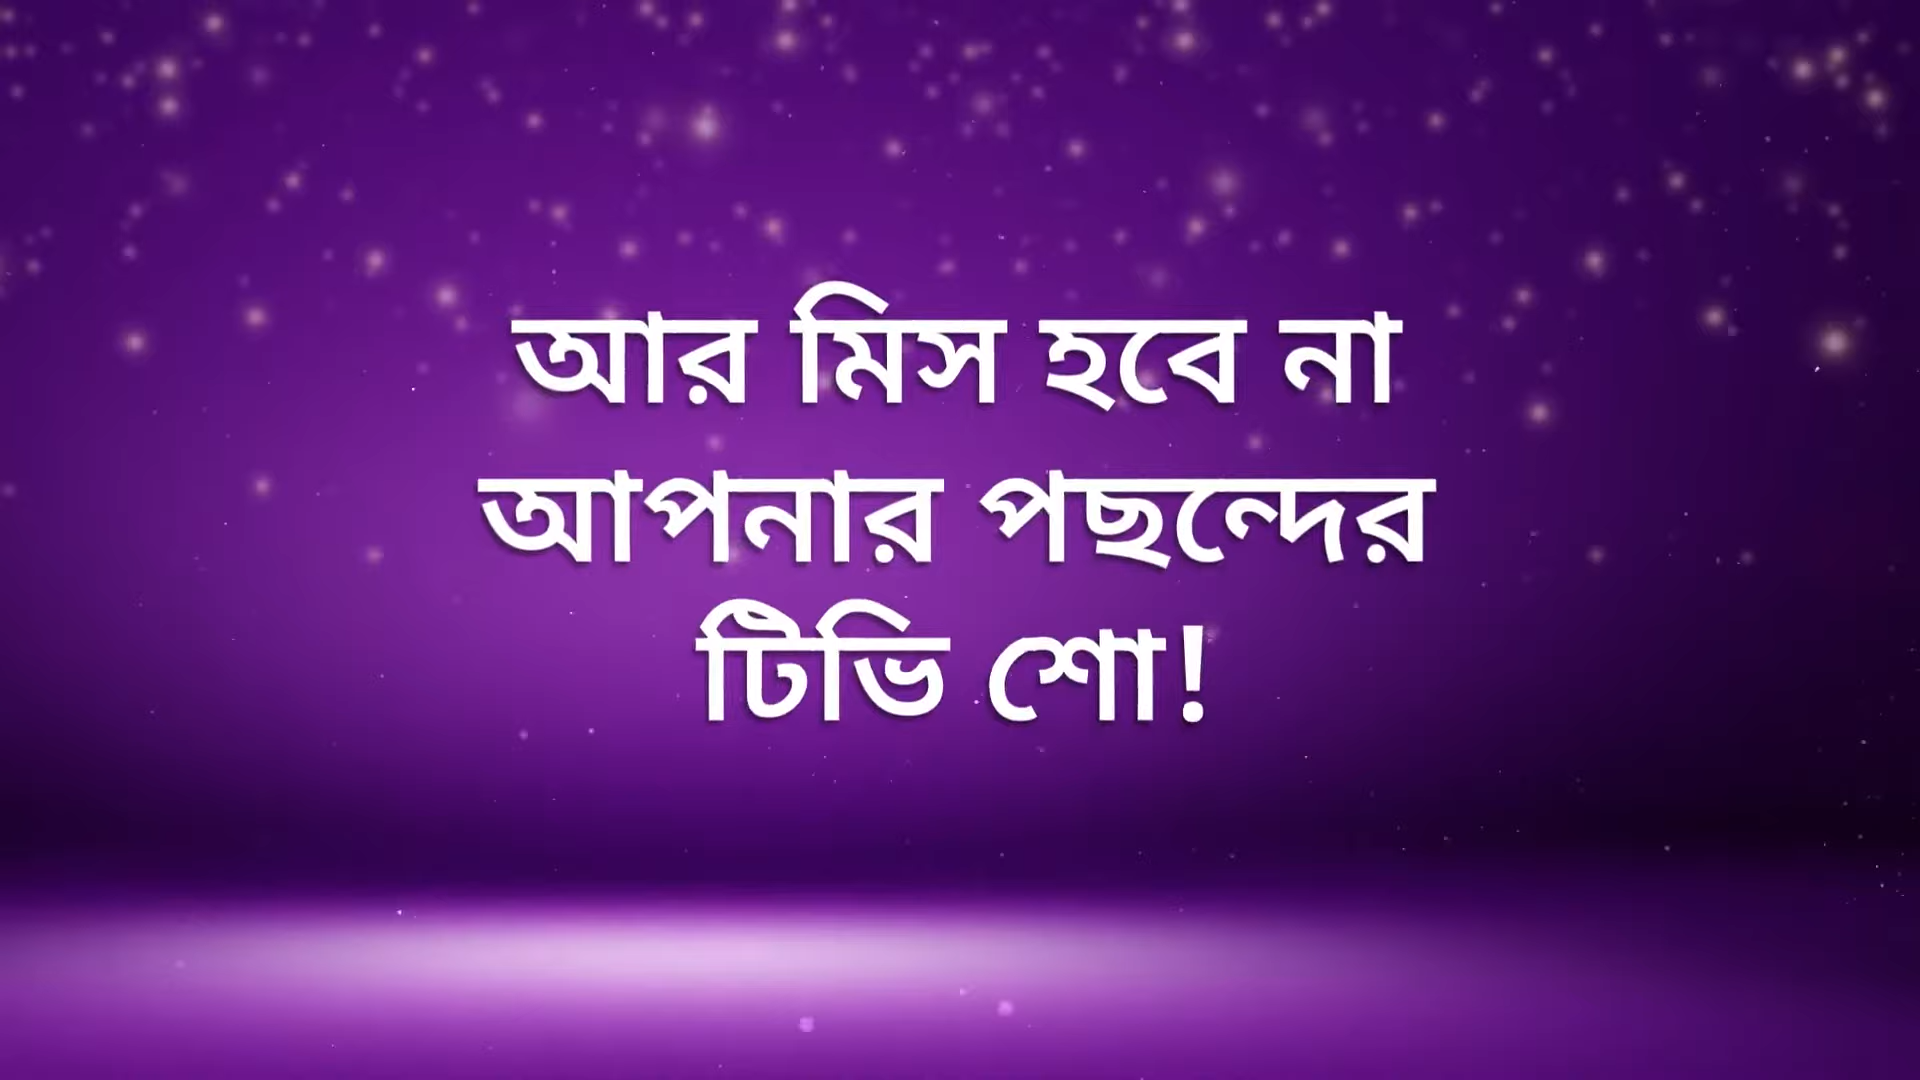 আর মিস হবে না
আপনার পছন্দের
টিভি শো!